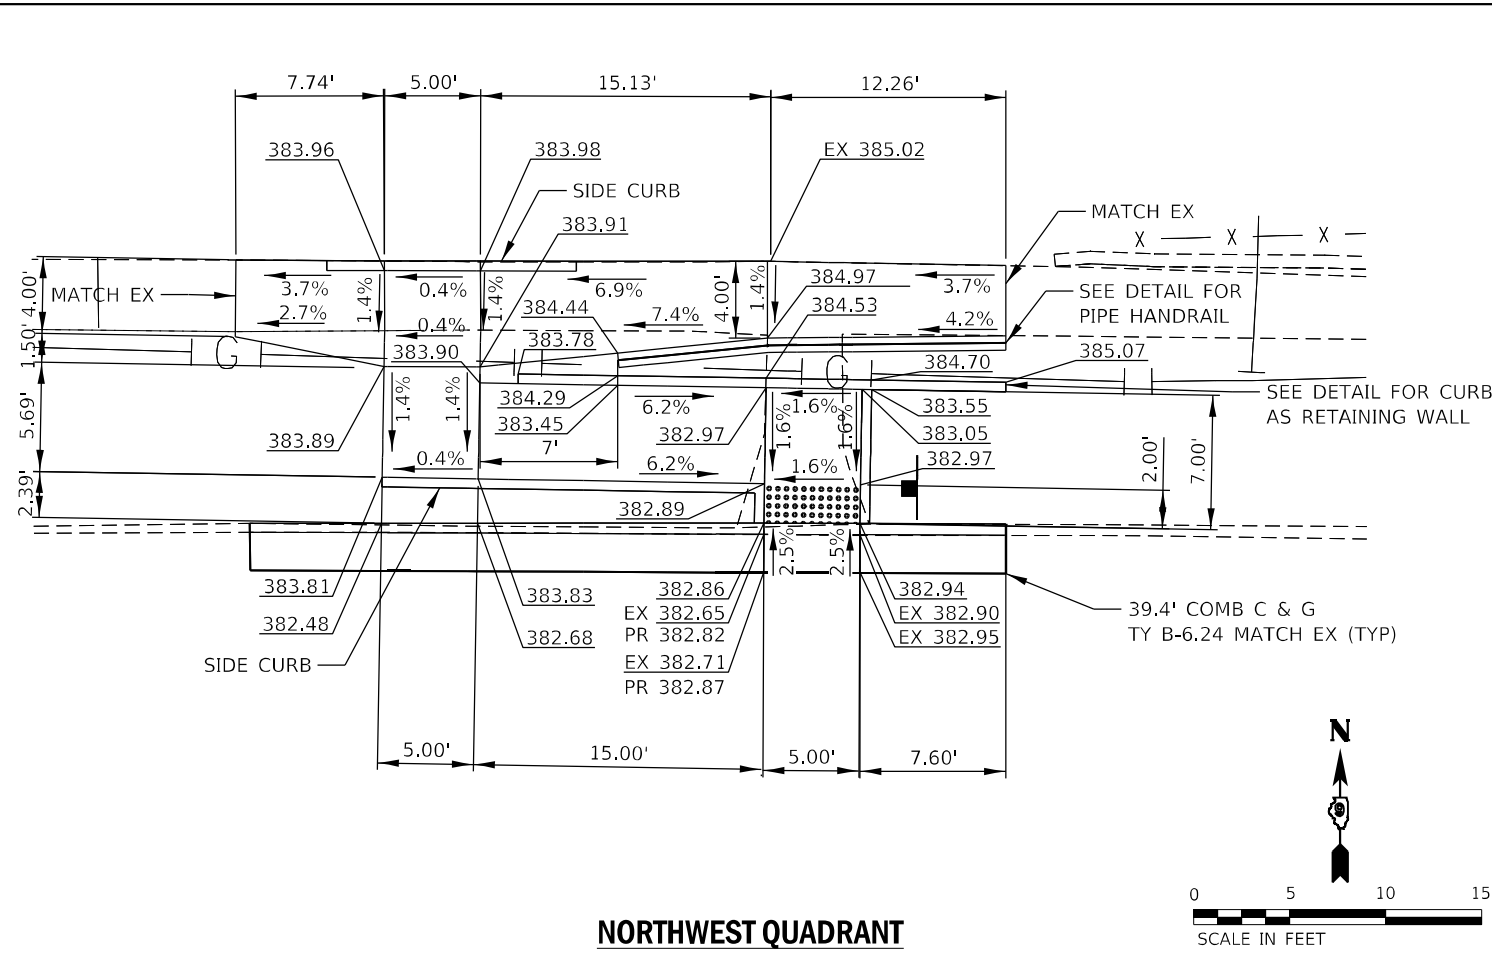 7.74'
5.00'
15.13'
12.26'
383.96
383.98
EX 385.02
SIDE CURB
383.91
MATCH EX
X
X
X
4.00'
MATCH EX
3.7%
2.7%
1.4%
0.4%
0.4%
1.4%
6.9%
7.4%
4.00'
1.4%
384.97
384.53
3.7%
4.2%
SEE DETAIL FOR
PIPE HANDRAIL
384.44
383.78
383.90
1.50'
G
G
384.70
385.07
5.69'
1.4%
1.4%
384.29
383.45
7'
6.2%
382.97
1.6%
1.6%
1.6%
383.55
383.05
SEE DETAIL FOR CURB
AS RETAINING WALL
383.89
0.4%
6.2%
1.6%
382.97
2.00'
7.00'
2.39'
382.89
2.5%
2.5%
383.81
382.48
383.83
382.68
SIDE CURB
382.86
EX 382.65
PR 382.82
EX 382.71
PR 382.87
382.94
EX 382.90
EX 382.95
39.4' COMB C & G
TY B-6.24 MATCH EX (TYP)
5.00'
15.00'
5.00'
7.60'
N
9
0 5 10 15
SCALE IN FEET
NORTHWEST QUADRANT